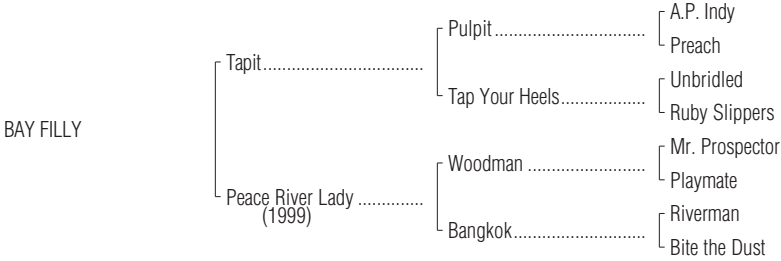 A.P. Indy
Pulpit................................
Preach
Tapit..................................
Unbridled
Tap Your Heels..................
Ruby Slippers
BAY FILLY
Mr. Prospector
Woodman .........................
Playmate
Peace River Lady ..............
(1999)
Riverman
Bangkok............................
Bite the Dust